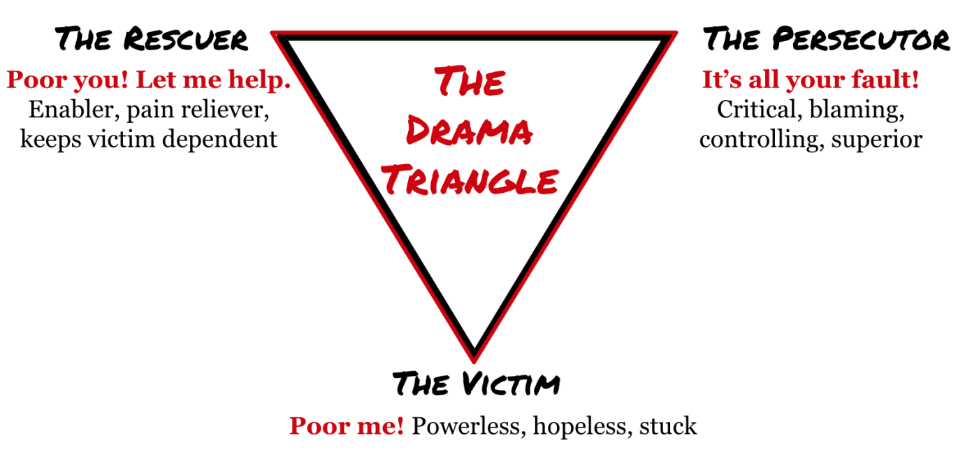 The Rescuer
Poor you! Let me help.
Enabler, pain reliever,
keeps victim dependent
The
Drama
Triangle
The Persecutor
It's all your fault!
Critical, blaming,
controlling, superior
The Victim
Poor me! Powerless, hopeless, stuck